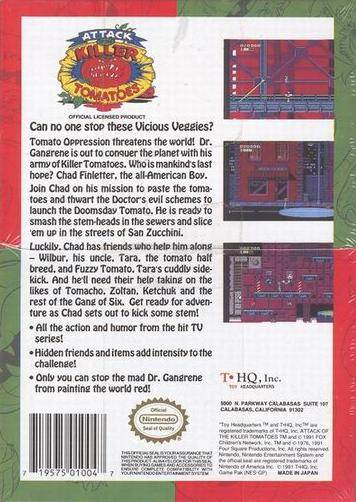 ATTACK
OF THE
KILLER
TOMATOES
OFFICIAL LICENSED PRODUCT
Can no one stop these Vicious Veggies?
Tomato Oppression threatens the world! Dr.
Gangrene is out to conquer the planet with his
army of Killer Tomatoes. Who is mankind's last
hope? Chad Finletter, the all-American Boy.
Join Chad on his mission to paste the toma-
toes and thwart the Doctor's evil schemes to
launch the Doomsday Tomato. He is ready to
smash the stem-heads in the sewers and slice
'em up in the streets of San Zucchini.
Luckily, Chad has friends who help him along
– Wilbur, his uncle, Tara, the tomato half
breed, and Fuzzy Tomato, Tara's cuddly side-
kick. And he'll need their help taking on the
likes of Tomacho, Zoltan, Ketchuk and the
rest of the Gang of Six. Get ready for adven-
ture as Chad sets out to kick some stem!
• All the action and humor from the hit TV
series!
• Hidden friends and items add intensity to the
challenge!
• Only you can stop the mad Dr. Gangrene
from painting the world red!
T•HQ, Inc.
TOY HEADQUARTERS
5000 N. PARKWAY CALABASAS SUITE 107
CALABASAS, CALIFORNIA 91302
"Toy Headquarters ™ and T•HQ, Inc™ are
registered trademarks of T•HQ, Inc. ATTACK OF
THE KILLER TOMATOES TM and © 1991 FOX
Children's Network, Inc, TM and © 1978, 1991
Four Square Productions, Inc. All Rights Reserved.
Nintendo, Nintendo Entertainment System and the
official seal are registered trademarks of
Nintendo of America Inc. © 1991 T•HQ, Inc.
Game Pak (NES-GP) MADE IN JAPAN
Official
Nintendo
Seal of Quality
THIS OFFICIAL SEAL IS YOUR ASSURANCE THAT
NINTENDO HAS APPROVED THE QUALITY OF
THIS PRODUCT. ALWAYS LOOK FOR THIS SEAL
WHEN BUYING GAMES AND ACCESSORIES TO
ENSURE COMPLETE COMPATIBILITY WITH
YOUR NINTENDO ENTERTAINMENT SYSTEM
7 19575 01004 7